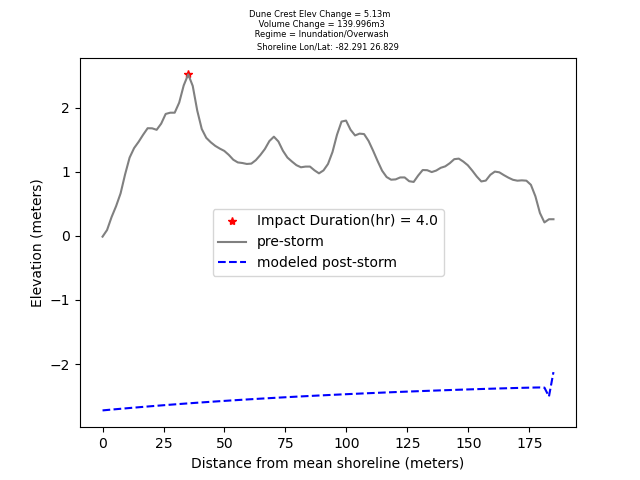 Dune Crest Elev Change = 5.13m
Volume Change = 139.996m3
Regime = Inundation/Overwash
Shoreline Lon/Lat: -82.291 26.829
2
1
0
−1
−2
Elevation (meters)
Impact Duration(hr) = 4.0
pre-storm
modeled post-storm
0 25 50 75 100 125 150 175
Distance from mean shoreline (meters)